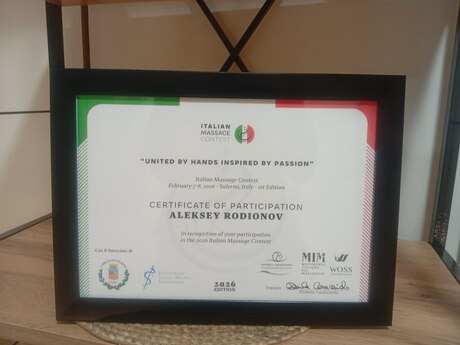 ITALIAN
MASSAGE
CONTEST
"UNITED BY HANDS INSPIRED BY PASSION"
Italian Massage Contest
February 7-8, 2026 - Salerno, Italy - 1st Edition
CERTIFICATE OF PARTICIPATION
ALEKSEY RODIONOV
In recognition of your participation
in the 2026 Italian Massage Contest
Con il Patrocinio di
MIM
WOSS
2026
EDITION
Founder